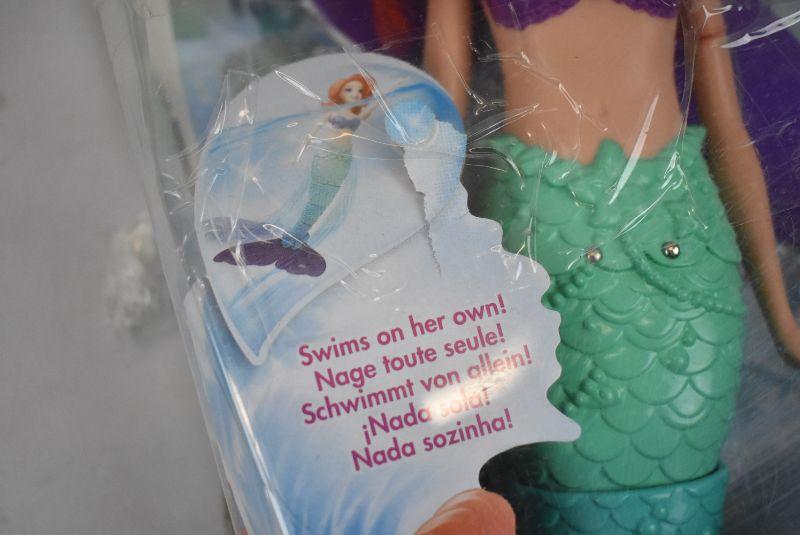 Swims on her own!
Nage toute seule!
Schwimmt von allein!
¡Nada sola!
Nada sozinha!